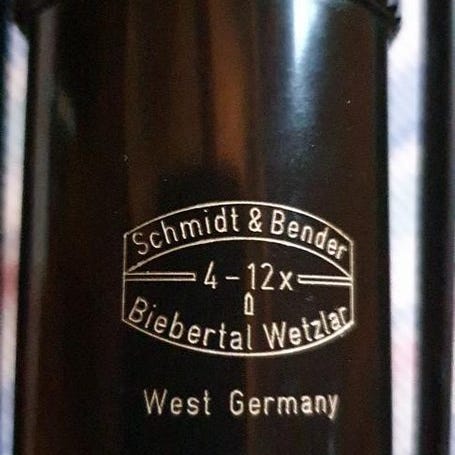 Schmidt & Bender
4-12x
Biebertal Wetzlar
West Germany